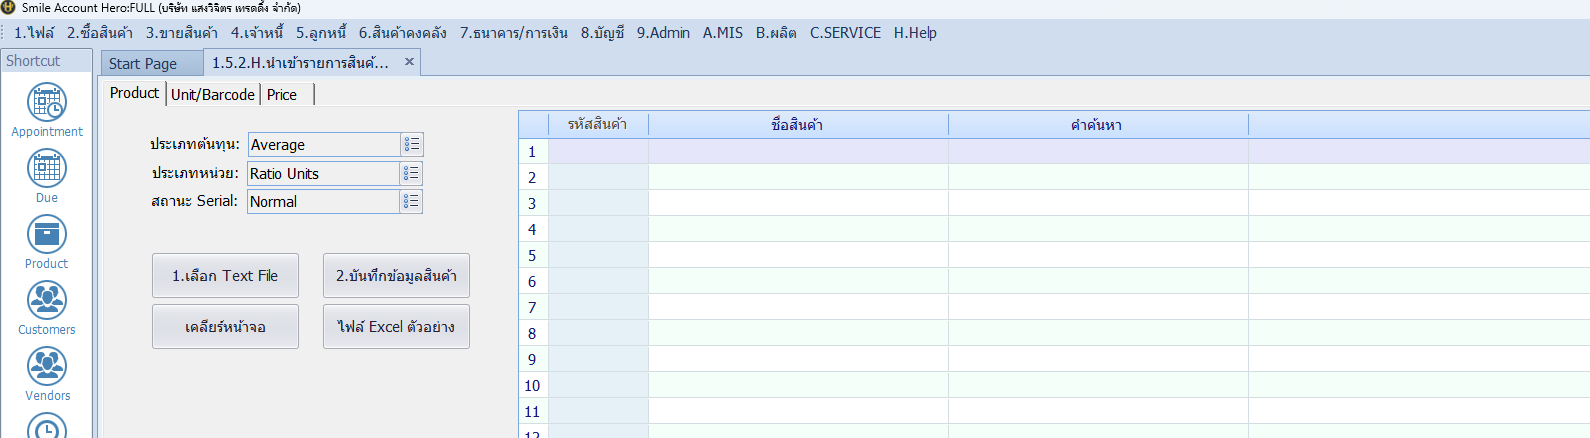 Smile Account Hero:FULL (บริษัท แสงวิจิตร เทรดดิ้ง จำกัด)
1.ไฟล์ 2.ซื้อสินค้า 3.ขายสินค้า 4.เจ้าหนี้ 5.ลูกหนี้ 6.สินค้าคงคลัง 7.ธนาคาร/การเงิน 8.บัญชี 9.Admin A.MIS B.ผลิต C.SERVICE H.Help
Shortcut
Start Page
1.5.2.H.นำเข้ารายการสินค้...
Product Unit/Barcode Price
Appointment
Due
Product
Customers
Vendors
ประเภทต้นทุน: Average
ประเภทหน่วย: Ratio Units
สถานะ Serial: Normal
1.เลือก Text File
2.บันทึกข้อมูลสินค้า
เคลียร์หน้าจอ
ไฟล์ Excel ตัวอย่าง
รหัสสินค้า ชื่อสินค้า คำค้นหา
1
2
3
4
5
6
7
8
9
10
11
12